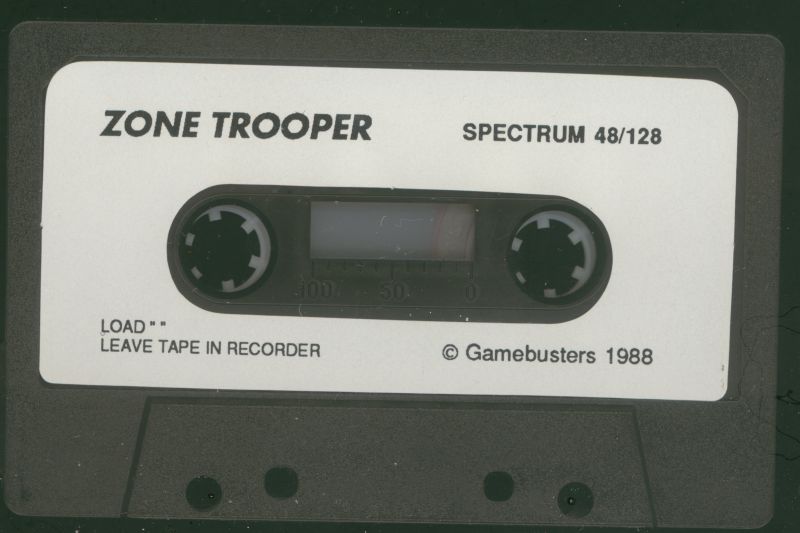 ZONE TROOPER
SPECTRUM 48/128
100 50 0
LOAD ""
LEAVE TAPE IN RECORDER
© Gamebusters 1988